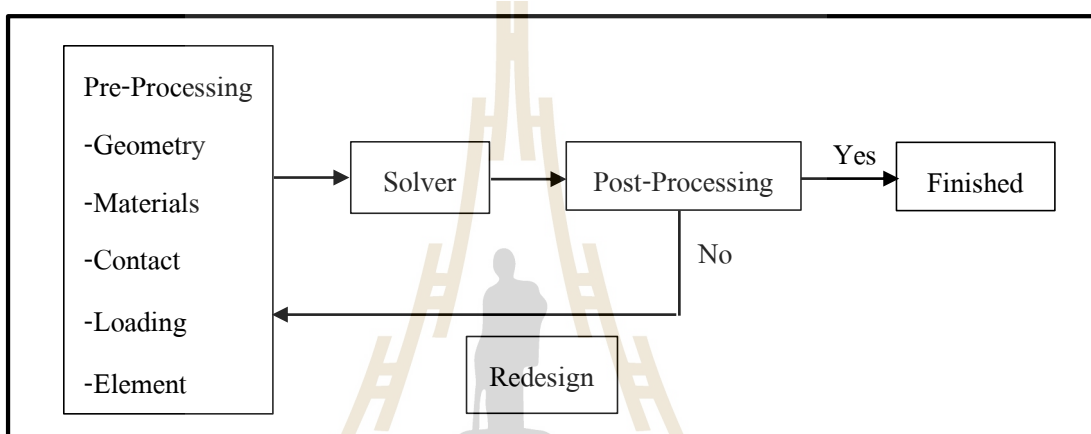 Pre-Processing
-Geometry
-Materials
-Contact
-Loading
-Element
Solver
Post-Processing
Yes
Finished
No
Redesign